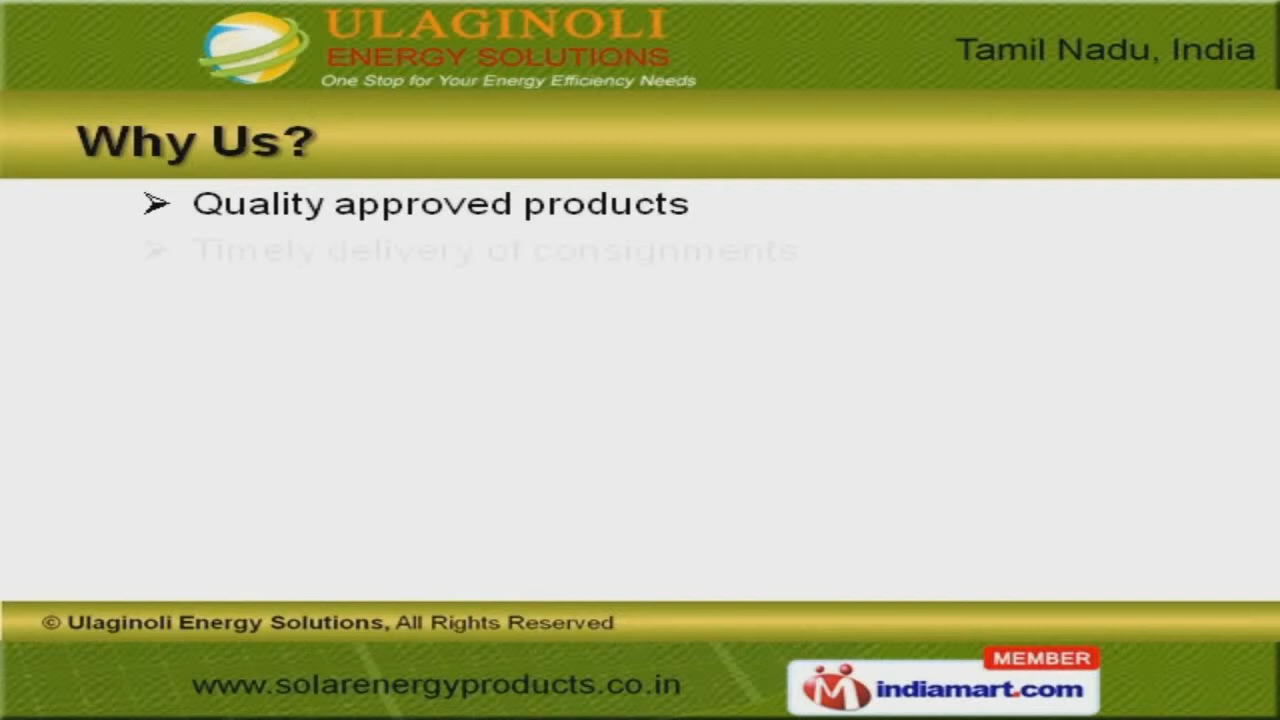 ULAGINOLI
ENERGY SOLUTIONS
One Stop for Your Energy Efficiency Needs
Tamil Nadu, India
Why Us?
➢ Quality approved products
➢ Timely delivery of consignments
© Ulaginoli Energy Solutions, All Rights Reserved
www.solarenergyproducts.co.in
MEMBER
M indiamart.com